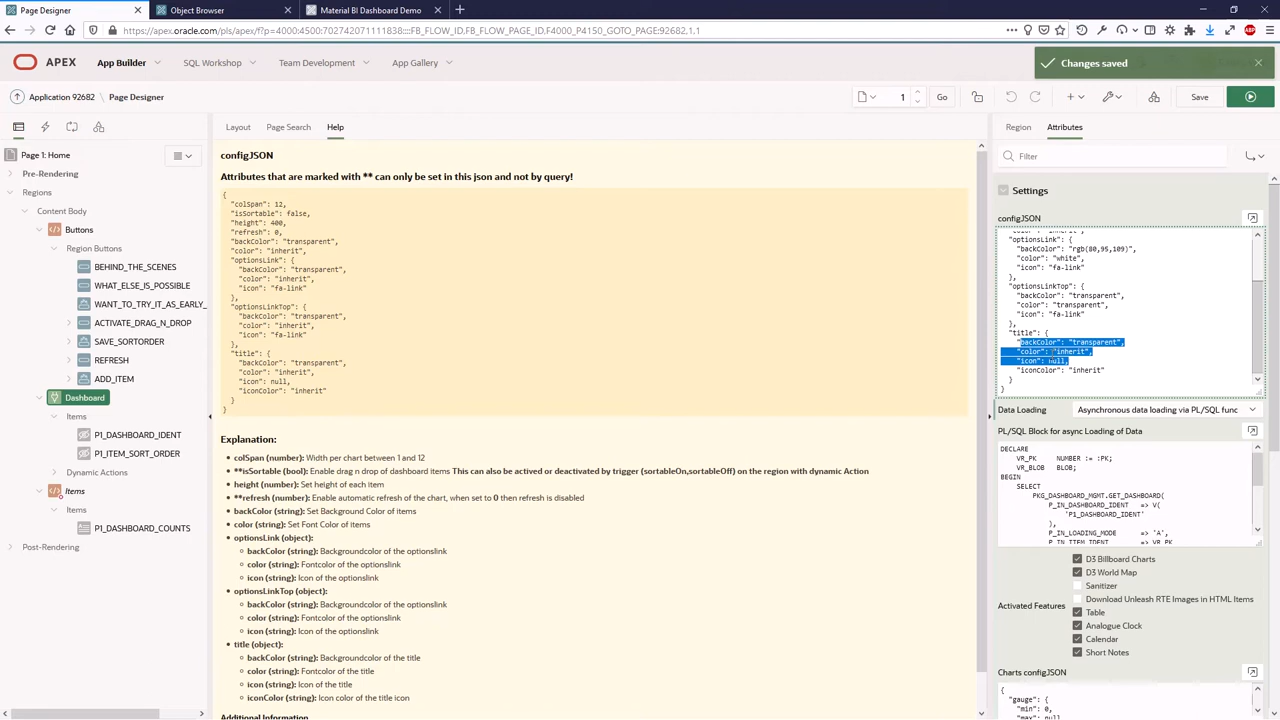 Page Designer
Object Browser
Material BI Dashboard Demo
https://apex.oracle.com/pls/apex/f?p=4000:4500:702742071111838::::FB_FLOW_ID,FB_FLOW_PAGE_ID,F4000_P4150_GOTO_PAGE:92682,1,1
APEX
App Builder
SQL Workshop
Team Development
App Gallery
Changes saved
Application 92682
Page Designer
1
Go
Save
Layout
Page Search
Help
Region
Attributes
Page 1: Home
Pre-Rendering
Regions
Content Body
Buttons
Region Buttons
BEHIND_THE_SCENES
WHAT_ELSE_IS_POSSIBLE
WANT_TO_TRY_IT_AS_EARLY_
ACTIVATE_DRAG_N_DROP
SAVE_SORTORDER
REFRESH
ADD_ITEM
Dashboard
Items
P1_DASHBOARD_IDENT
P1_ITEM_SORT_ORDER
Dynamic Actions
Items
Items
P1_DASHBOARD_COUNTS
Post-Rendering
configJSON
Attributes that are marked with ** can only be set in this json and not by query!
{
"colSpan": 12,
"isSortable": false,
"height": 400,
"refresh": 0,
"backColor": "transparent",
"color": "inherit",
"optionsLink": {
"backColor": "transparent",
"color": "inherit",
"icon": "fa-link"
},
"optionsLinkTop": {
"backColor": "transparent",
"color": "inherit",
"icon": "fa-link"
},
"title": {
"backColor": "transparent",
"color": "inherit",
"icon": null,
"iconColor": "inherit"
}
}
Explanation:
colSpan (number): Width per chart between 1 and 12
**isSortable (bool): Enable drag n drop of dashboard items This can also be actived or deactivated by trigger (sortableOn,sortableOff) on the region with dynamic Action
height (number): Set height of each item
**refresh (number): Enable automatic refresh of the chart, when set to 0 then refresh is disabled
backColor (string): Set Background Color of items
color (string): Set Font Color of items
optionsLink (object):
backColor (string): Backgroundcolor of the optionslink
color (string): Fontcolor of the optionslink
icon (string): Icon of the optionslink
optionsLinkTop (object):
backColor (string): Backgroundcolor of the optionslink
color (string): Fontcolor of the optionslink
icon (string): Icon of the optionslink
title (object):
backColor (string): Backgroundcolor of the title
color (string): Fontcolor of the title
icon (string): Icon of the title
iconColor (string): Icon color of the title icon
Additional Information
Filter
Settings
configJSON
"color": "inherit"
"optionsLink": {
"backColor": "rgb(80,95,109)",
"color": "white",
"icon": "fa-link"
},
"optionsLinkTop": {
"backColor": "transparent",
"color": "transparent",
"icon": "fa-link"
},
"title": {
"backColor": "transparent",
"color": "inherit",
"icon": null,
"iconColor": "inherit"
}
}
Data Loading
Asynchronous data loading via PL/SQL func
PL/SQL Block for async Loading of Data
DECLARE
VR_PK NUMBER := :PK;
VR_BLOB BLOB;
BEGIN
SELECT
PKG_DASHBOARD_MGMT.GET_DASHBOARD(
P_IN_DASHBOARD_IDENT => V(
'P1_DASHBOARD_IDENT'
),
P_IN_LOADING_MODE => 'A',
P_IN_ITEM_IDENT => VR_PK
Activated Features
D3 Billboard Charts
D3 World Map
Sanitizer
Download Unleash RTE Images in HTML Items
Table
Analogue Clock
Calendar
Short Notes
Charts configJSON
{
"gauge": {
"min": 0,
"max": null,